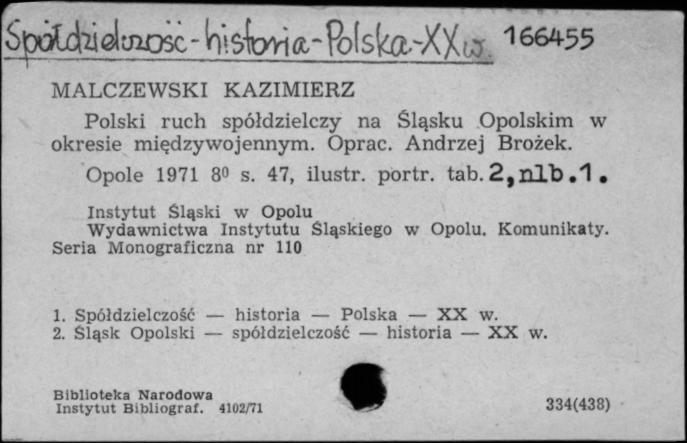 Spółdzielczość-historia-Polska-XX w. 166455
MALCZEWSKI KAZIMIERZ
Polski ruch spółdzielczy na Śląsku Opolskim w
okresie międzywojennym. Oprac. Andrzej Brożek.
Opole 1971 8⁰ s. 47, ilustr. portr. tab. 2, nlb.1.
Instytut Śląski w Opolu
Wydawnictwa Instytutu Śląskiego w Opolu. Komunikaty.
Seria Monograficzna nr 110
1. Spółdzielczość — historia — Polska — XX w.
2. Śląsk Opolski — spółdzielczość — historia — XX w.
Biblioteka Narodowa
Instytut Bibliograf. 4102/71 334(438)